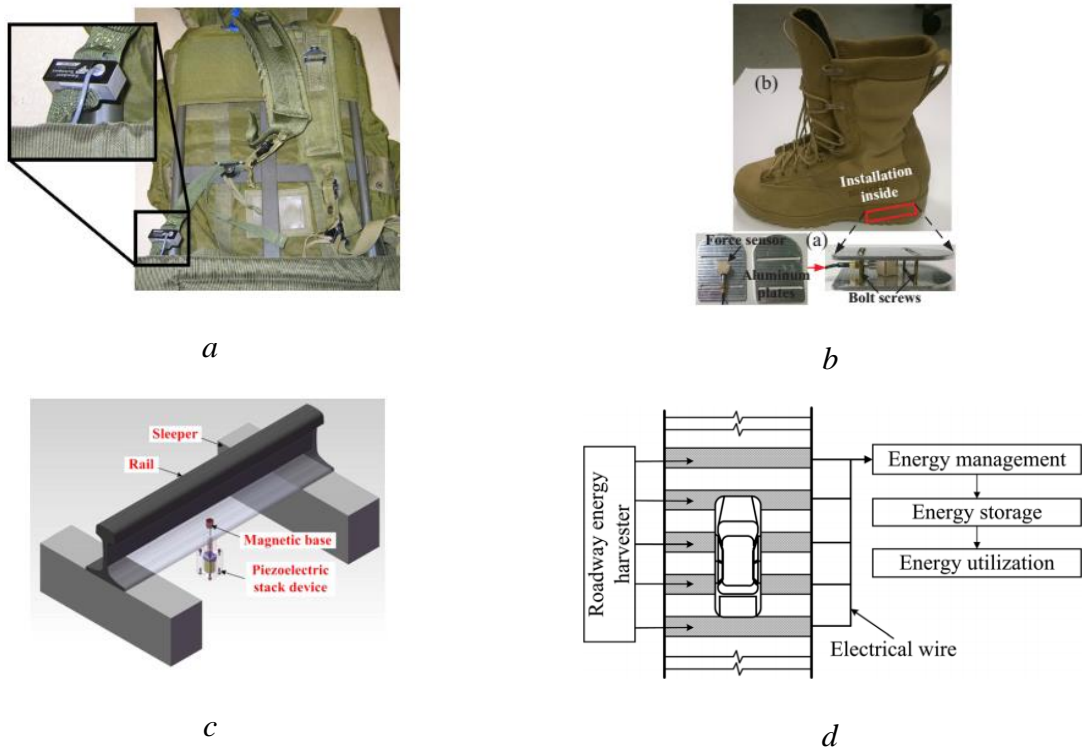 (b)
Installation
inside
Force sensor
(a)
Aluminum
plates
Bolt screws
a
b
Sleeper
Rail
Magnetic base
Piezoelectric
stack device
Roadway energy
harvester
Energy management
Energy storage
Energy utilization
Electrical wire
c
d